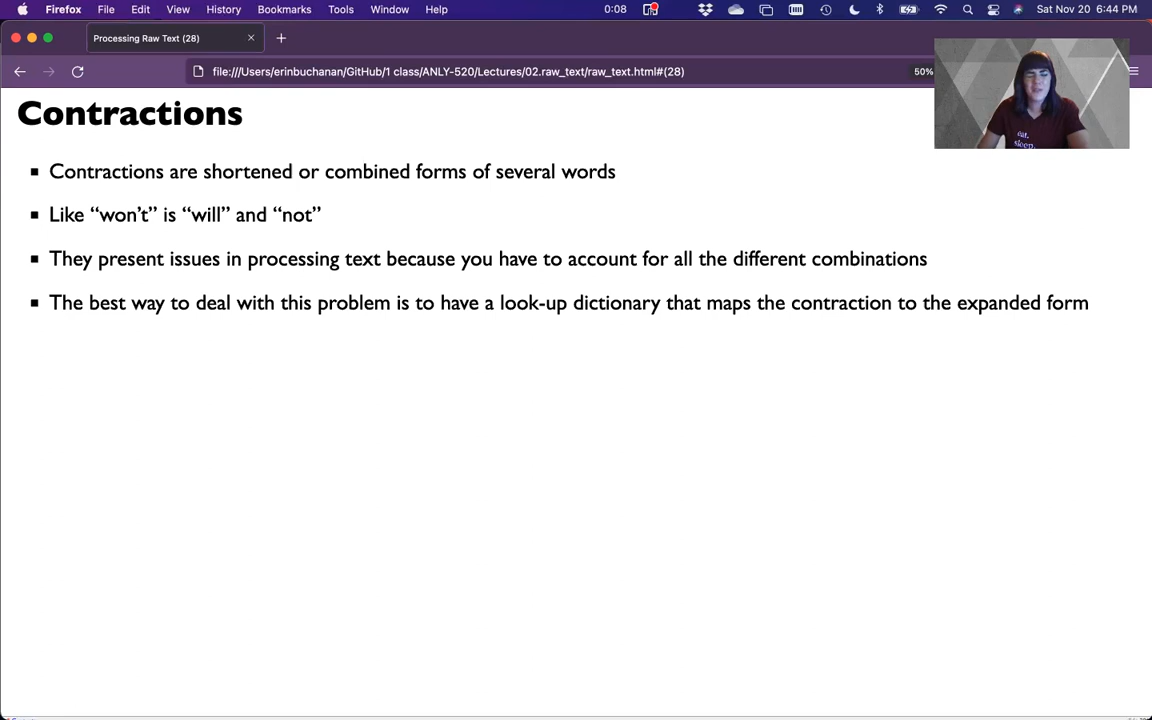 Firefox File Edit View History Bookmarks Tools Window Help 0:08 Sat Nov 20 6:44 PM
Processing Raw Text (28)
file:///Users/erinbuchanan/GitHub/1 class/ANLY-520/Lectures/02.raw_text/raw_text.html#(28) 50%
Contractions
eat.
sleep.
▪ Contractions are shortened or combined forms of several words
▪ Like “won’t” is “will” and “not”
▪ They present issues in processing text because you have to account for all the different combinations
▪ The best way to deal with this problem is to have a look-up dictionary that maps the contraction to the expanded form